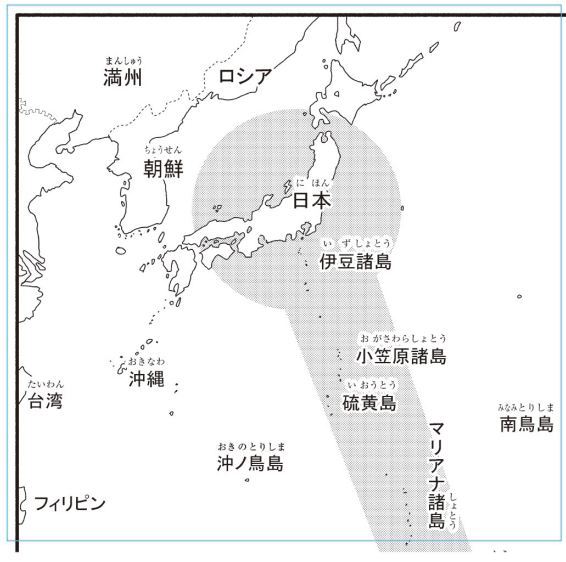 まんしゅう
満州
ロシア
ちょうせん
朝鮮
に ほん
日本
い ず しょとう
伊豆諸島
お がさわらしょとう
小笠原諸島
おきなわ
沖縄
い おうとう
硫黄島
たいわん
台湾
みなみとりしま
南鳥島
マリアナ諸島
しょとう
おきのとりしま
沖ノ鳥島
フィリピン